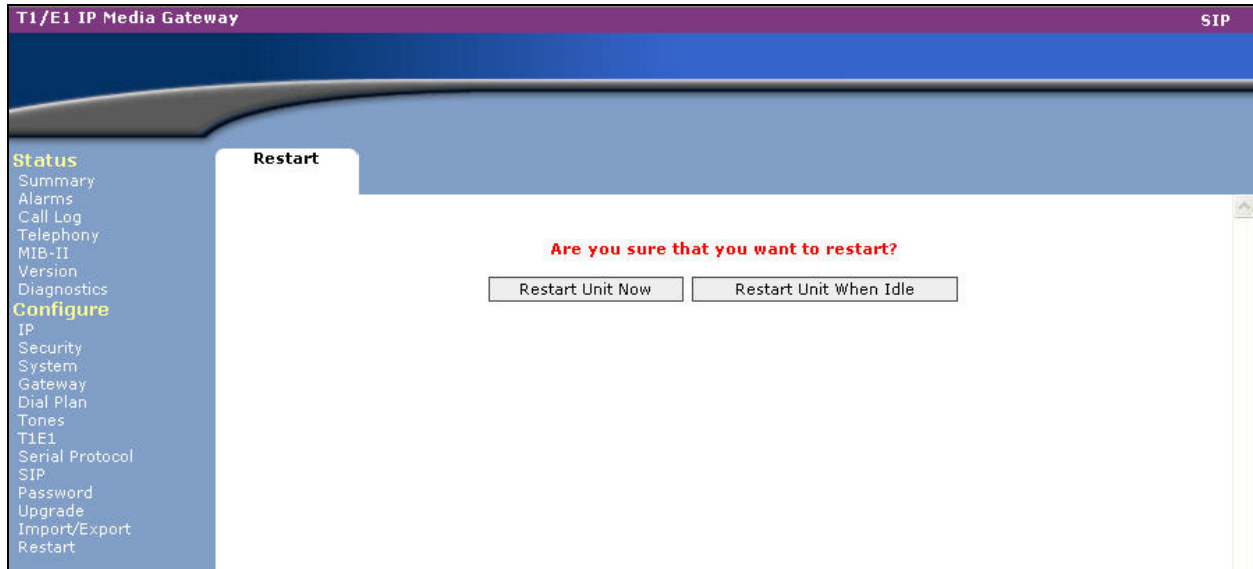 T1/E1 IP Media Gateway SIP
Status
Summary
Alarms
Call Log
Telephony
MIB-II
Version
Diagnostics
Configure
IP
Security
System
Gateway
Dial Plan
Tones
T1E1
Serial Protocol
SIP
Password
Upgrade
Import/Export
Restart
Restart
Are you sure that you want to restart?
Restart Unit Now Restart Unit When Idle